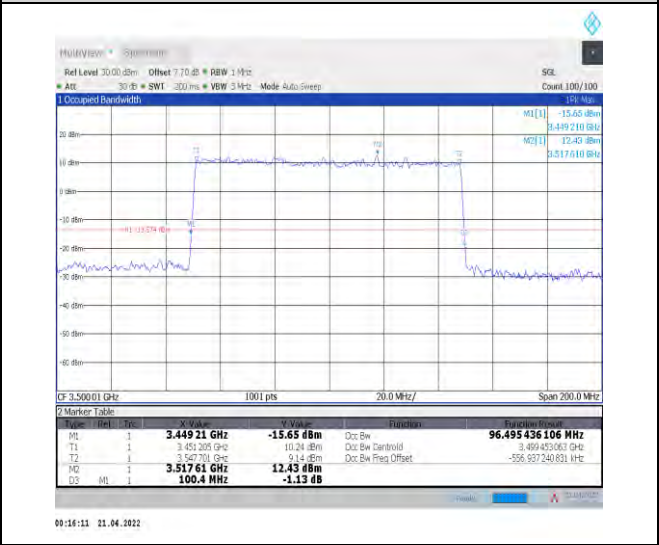 MultiView Spectrum
Ref Level 30.00 dBm Offset 7.70 dB RBW 1 MHz SGL
Att 30 dB SWT 200 ms VBW 3 MHz Mode Auto Sweep Count 100/100
1 Occupied Bandwidth 1Pk Max
M1[1] -15.65 dBm
3.449210 GHz
M2[1] 12.43 dBm
3.517610 GHz
20 dBm
10 dBm
0 dBm
-10 dBm
-20 dBm
-30 dBm
-40 dBm
-50 dBm
-60 dBm
M1
T1
M2
CF 3.50001 GHz 1001 pts 20.0 MHz/ Span 200.0 MHz
2 Marker Table
Type Ref Trc X-Value Y-Value Function Function Result
M1 1 3.449 21 GHz -15.65 dBm Occ Bw 96.495 436 106 MHz
T1 1 3.451 205 GHz 10.24 dBm Occ Bw Centroid 3.499 453 063 GHz
T2 1 3.547 701 GHz 9.14 dBm Occ Bw Freq Offset -556.937 240 831 kHz
M2 1 3.517 61 GHz 12.43 dBm
D3 M1 1 100.4 MHz -1.13 dB
00:16:11 21.04.2022